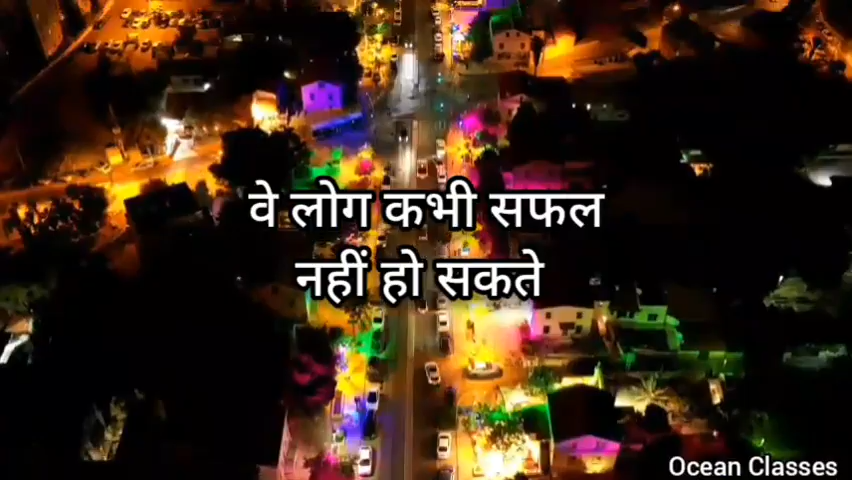 वे लोग कभी सफल
नहीं हो सकते
Ocean Classes